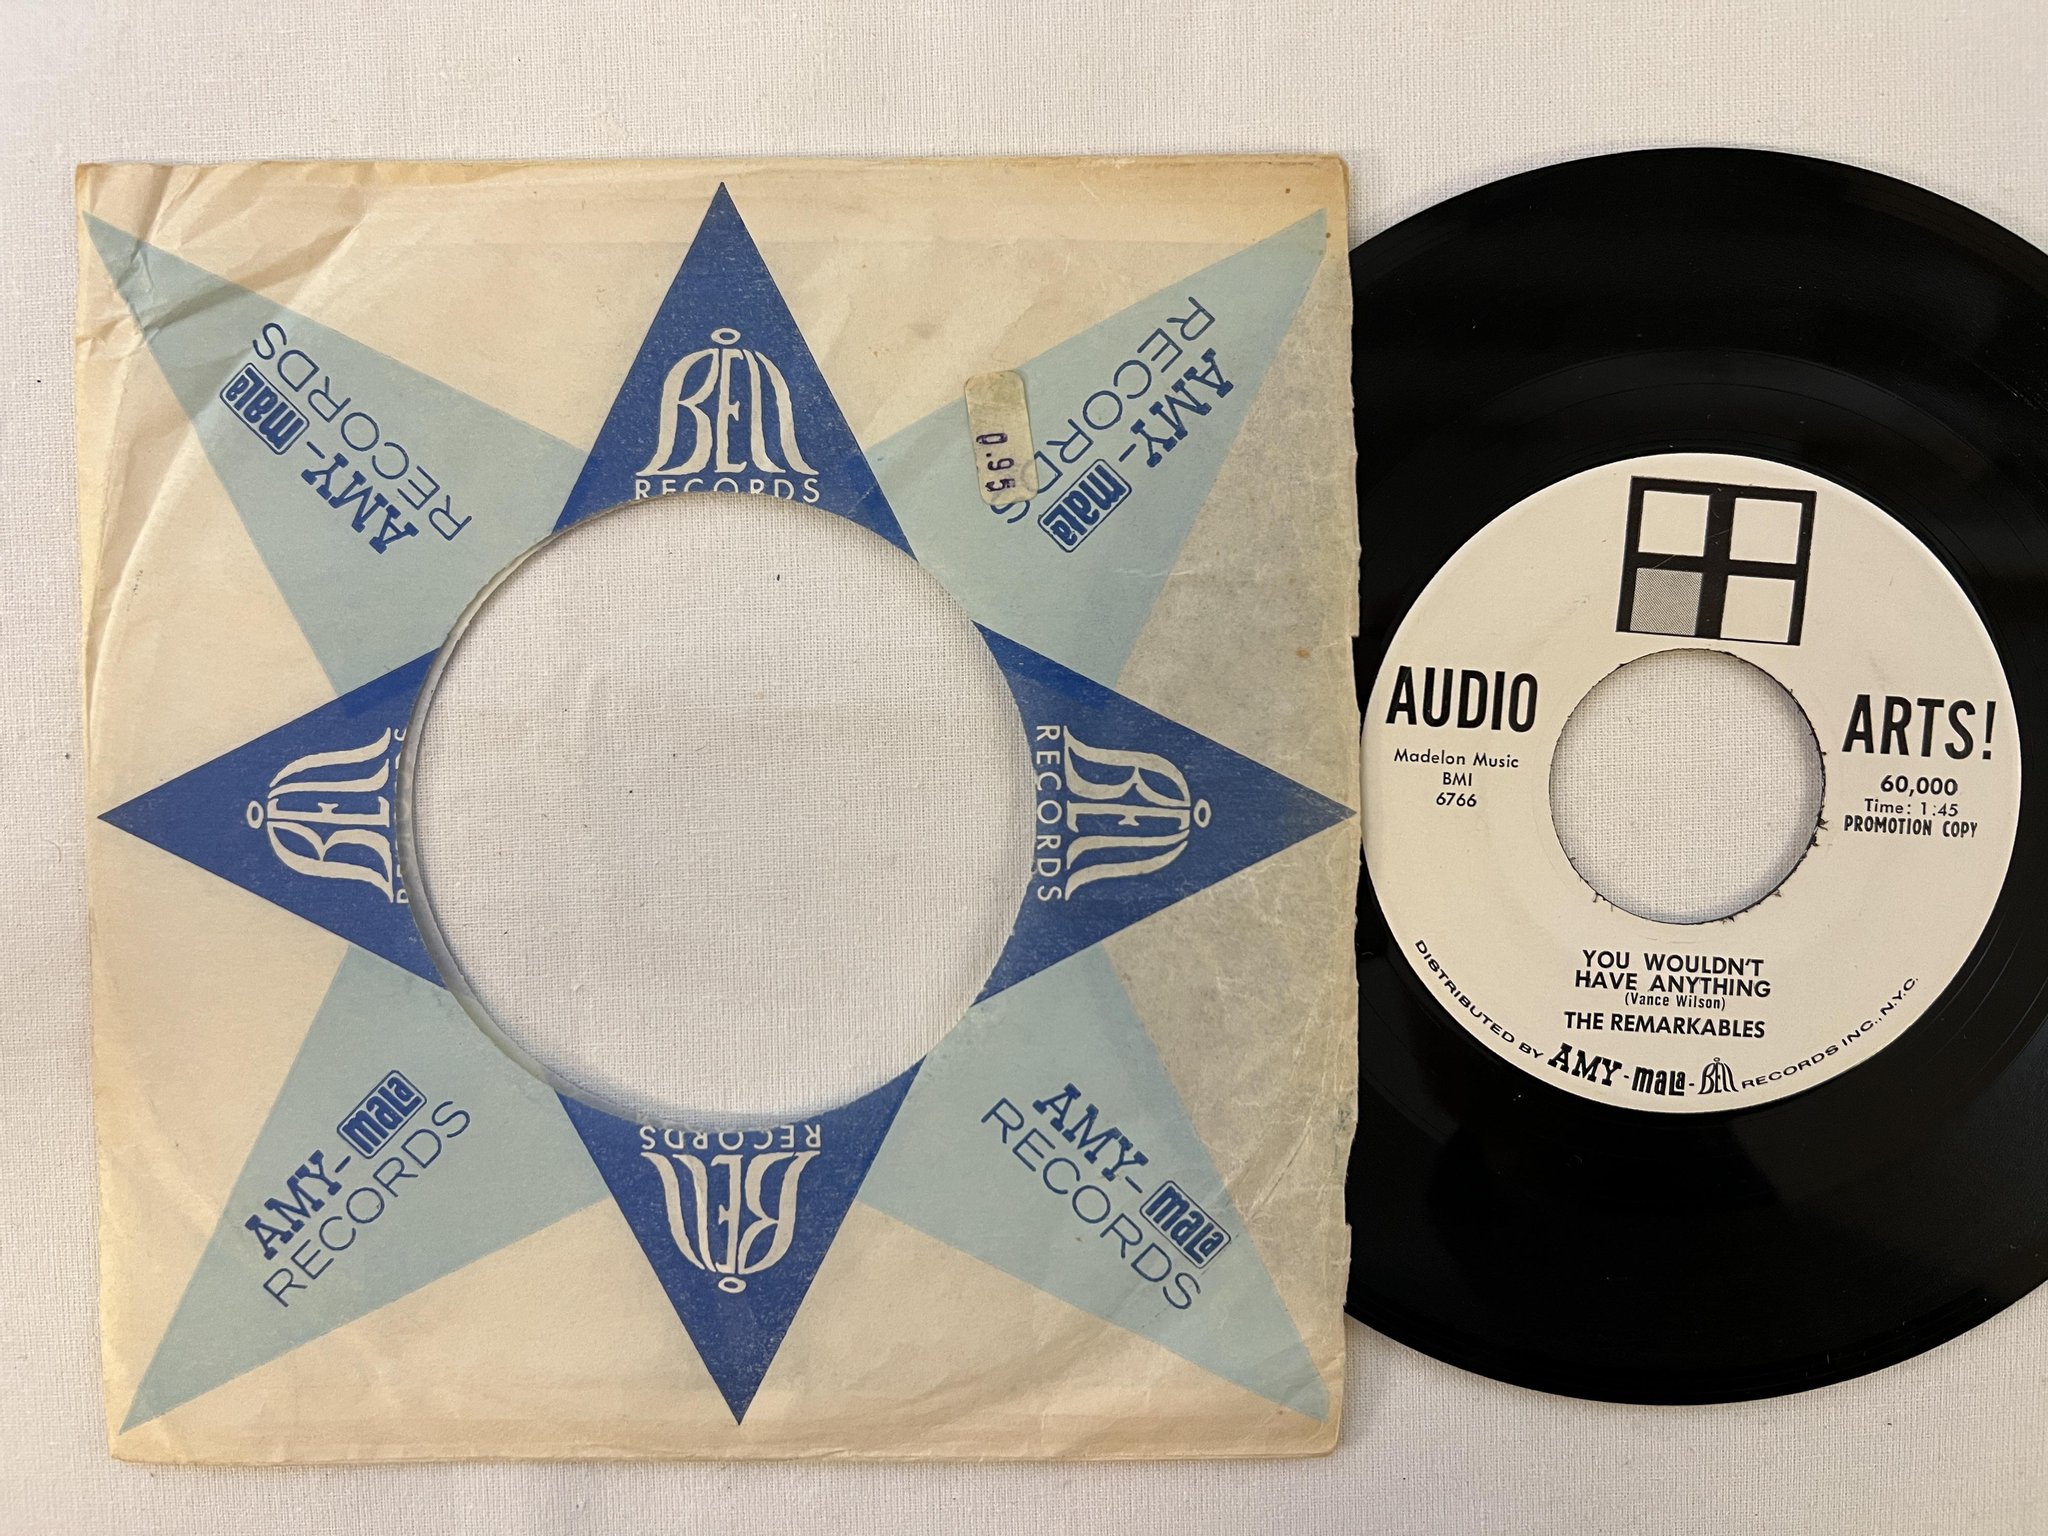 BELL
RECORDS
AMY-mala
RECORDS
AMY-mala
RECORDS
0.95
BELL
RECORDS
BELL
RECORDS
AMY-mala
RECORDS
AMY-mala
RECORDS
BELL
RECORDS
AUDIO ARTS!
Madelon Music
BMI
6766
60,000
Time: 1:45
PROMOTION COPY
YOU WOULDN'T
HAVE ANYTHING
(Vance Wilson)
THE REMARKABLES
DISTRIBUTED BY AMY-mala-BELL RECORDS INC., N.Y.C.